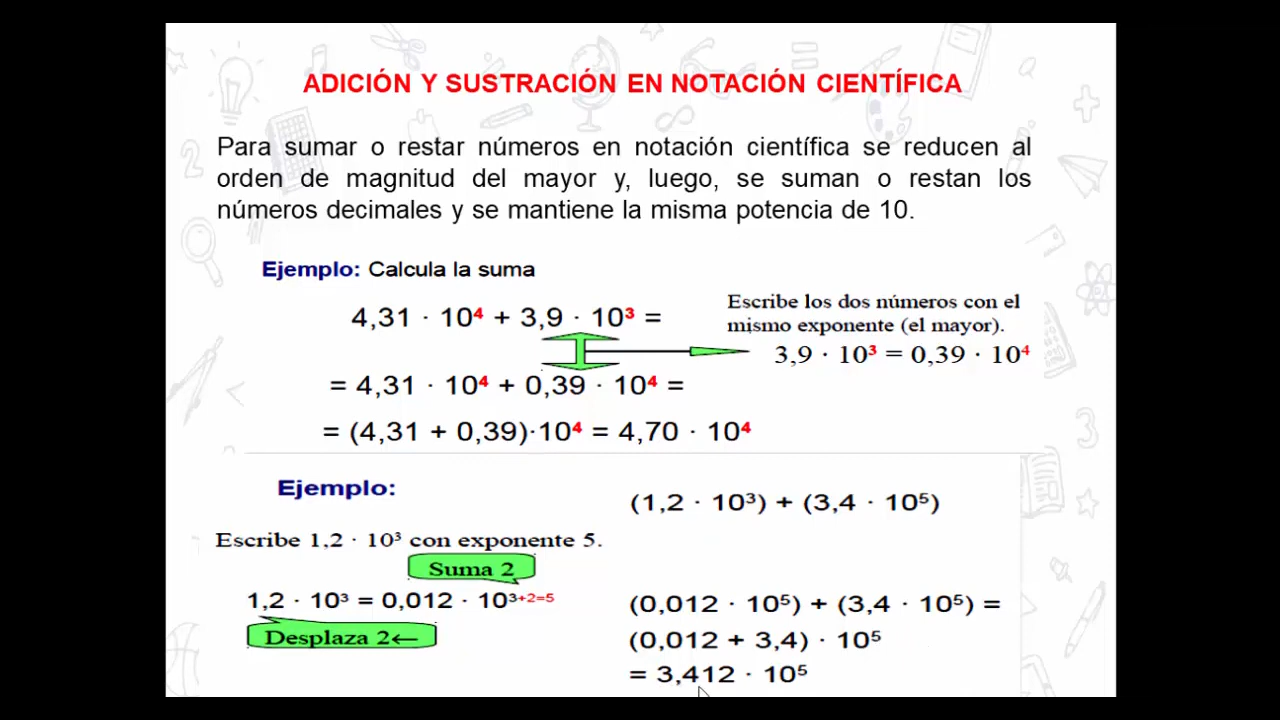 ADICIÓN Y SUSTRACIÓN EN NOTACIÓN CIENTÍFICA
Para sumar o restar números en notación científica se reducen al
orden de magnitud del mayor y, luego, se suman o restan los
números decimales y se mantiene la misma potencia de 10.
Ejemplo: Calcula la suma
4,31 · 10⁴ + 3,9 · 10³ =
Escribe los dos números con el
mismo exponente (el mayor).
3,9 · 10³ = 0,39 · 10⁴
= 4,31 · 10⁴ + 0,39 · 10⁴ =
= (4,31 + 0,39)·10⁴ = 4,70 · 10⁴
Ejemplo:
(1,2 · 10³) + (3,4 · 10⁵)
Escribe 1,2 · 10³ con exponente 5.
Suma 2
1,2 · 10³ = 0,012 · 10³⁺²⁼⁵
Desplaza 2←
(0,012 · 10⁵) + (3,4 · 10⁵) =
(0,012 + 3,4) · 10⁵
= 3,412 · 10⁵